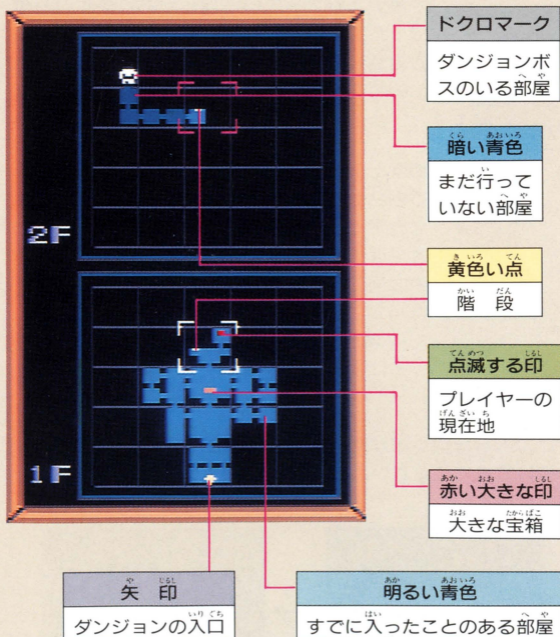 ドクロマーク
ダンジョンボ
スのいる部屋
暗い青色
まだ行って
いない部屋
2F
黄色い点
階段
点滅する印
プレイヤーの
現在地
1F
赤い大きな印
大きな宝箱
矢印
ダンジョンの入口
明るい青色
すでに入ったことのある部屋